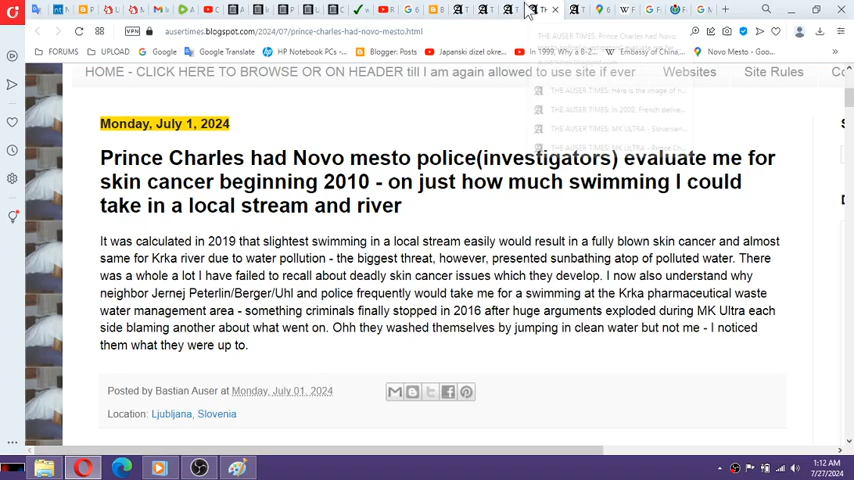 ausertimes.blogspot.com/2024/07/prince-charles-had-novo-mesto.html
FORUMS UPLOAD Google Google Translate HP Notebook PC -... Blogger: Posts Japanski dizel okre... In 1999, Why a B-Z... Embassy of China,... Novo Mesto - Goo...
HOME - CLICK HERE TO BROWSE OR ON HEADER till I am again allowed to use site if ever Websites Site Rules
Monday, July 1, 2024
Prince Charles had Novo mesto police(investigators) evaluate me for
skin cancer beginning 2010 - on just how much swimming I could
take in a local stream and river
It was calculated in 2019 that slightest swimming in a local stream easily would result in a fully blown skin cancer and almost
same for Krka river due to water pollution - the biggest threat, however, presented sunbathing atop of polluted water. There
was a whole lot I have failed to recall about deadly skin cancer issues which they develop. I now also understand why
neighbor Jernej Peterlin/Berger/Uhl and police frequently would take me for a swimming at the Krka pharmaceutical waste
water management area - something criminals finally stopped in 2016 after huge arguments exploded during MK Ultra each
side blaming another about what went on. Ohh they washed themselves by jumping in clean water but not me - I noticed
them what they were up to.
Posted by Bastian Auser at Monday, July 01, 2024
Location: Ljubljana, Slovenia
1:12 AM
7/27/2024